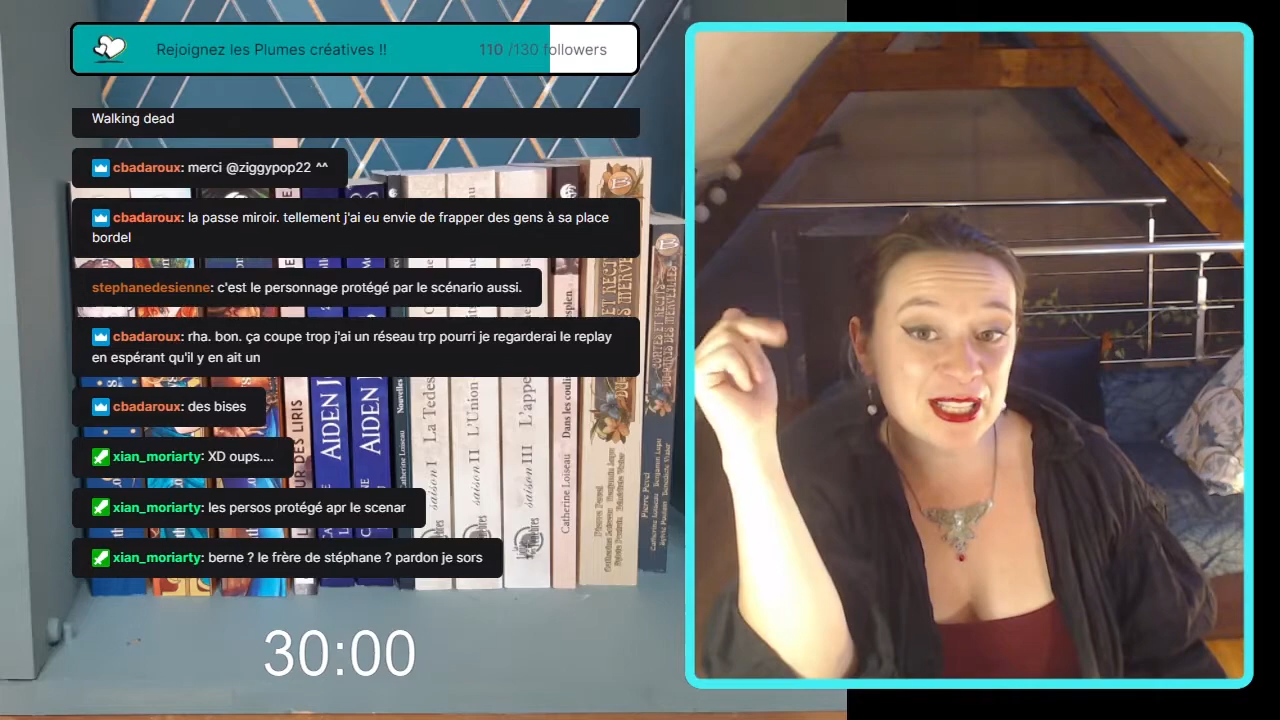 Rejoignez les Plumes créatives !!
110 /130 followers
Walking dead
cbadaroux: merci @ziggypop22 ^^
cbadaroux: la passe miroir. tellement j'ai eu envie de frapper des gens à sa place
bordel
stephanedesienne: c'est le personnage protégé par le scénario aussi.
cbadaroux: rha. bon. ça coupe trop j'ai un réseau trp pourri je regarderai le replay
en espérant qu'il y en ait un
cbadaroux: des bises
xian_moriarty: XD oups....
xian_moriarty: les persos protégé apr le scenar
xian_moriarty: berne ? le frère de stéphane ? pardon je sors
DES LIRIS
AIDEN J
AIDEN
Nouvelles
Catherine Loiseau
saison I La
saison II L'Union
saison III L'appe
Catherine Loiseau Dans les
30:00